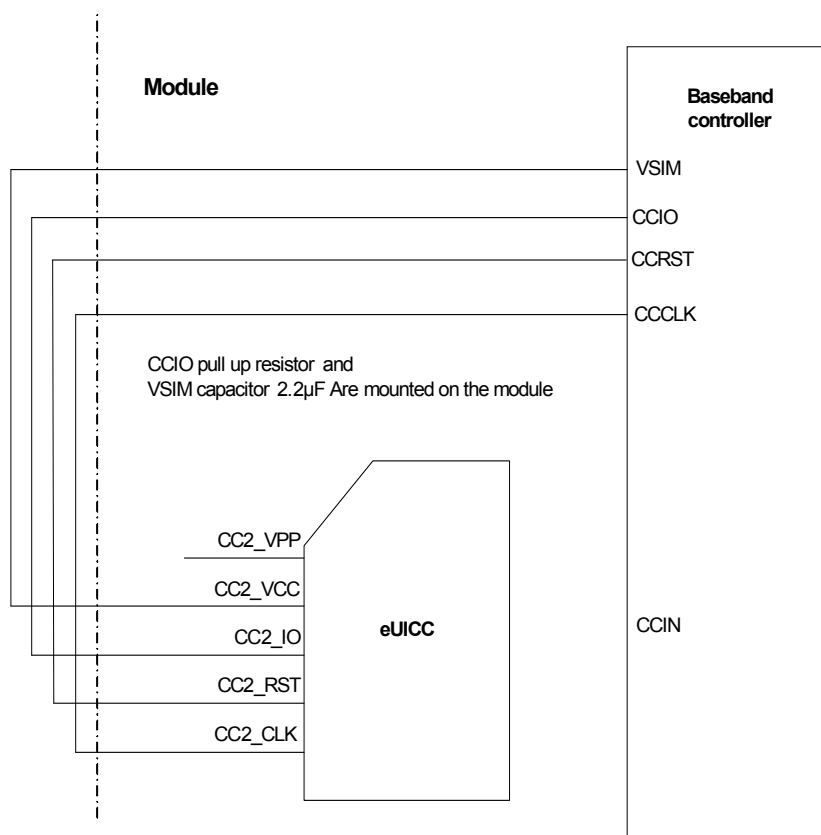 Module
Baseband
controller
VSIM
CCIO
CCRST
CCCLK
CCIO pull up resistor and
VSIM capacitor 2.2µF Are mounted on the module
CC2_VPP
CC2_VCC
CC2_IO
CC2_RST
CC2_CLK
eUICC
CCIN